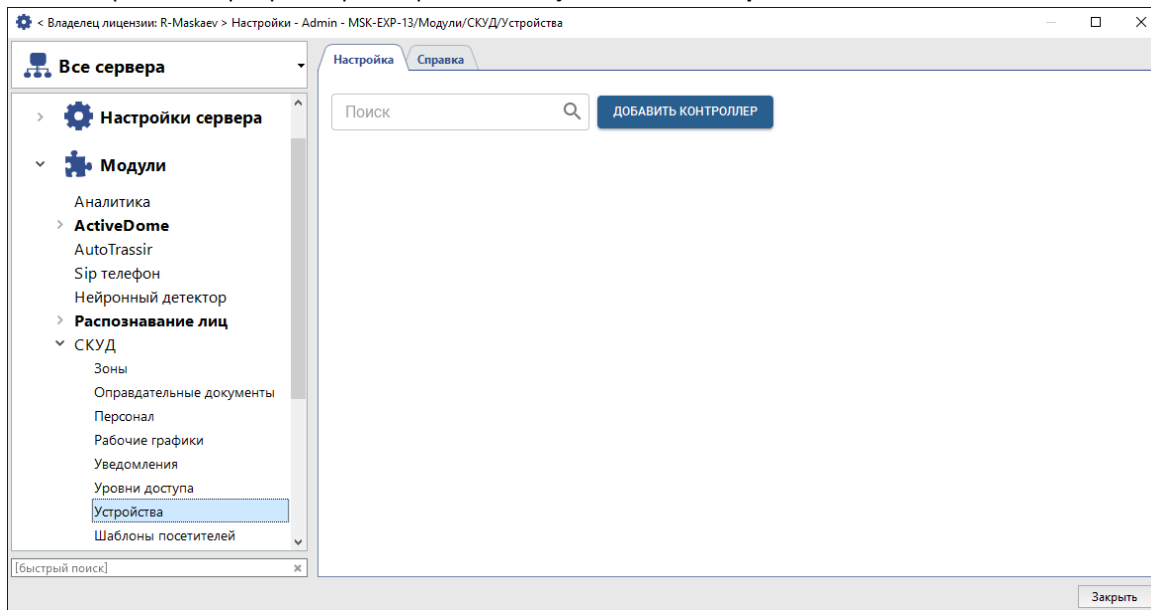 < Владелец лицензии: R-Maskaev > Настройки - Admin - MSK-EXP-13/Модули/СКУД/Устройства
Все сервера
Настройки сервера
Модули
Аналитика
ActiveDome
AutoTrassir
Sip телефон
Нейронный детектор
Распознавание лиц
СКУД
Зоны
Оправдательные документы
Персонал
Рабочие графики
Уведомления
Уровни доступа
Устройства
Шаблоны посетителей
[быстрый поиск]
Настройка Справка
Поиск ДОБАВИТЬ КОНТРОЛЛЕР
Закрыть